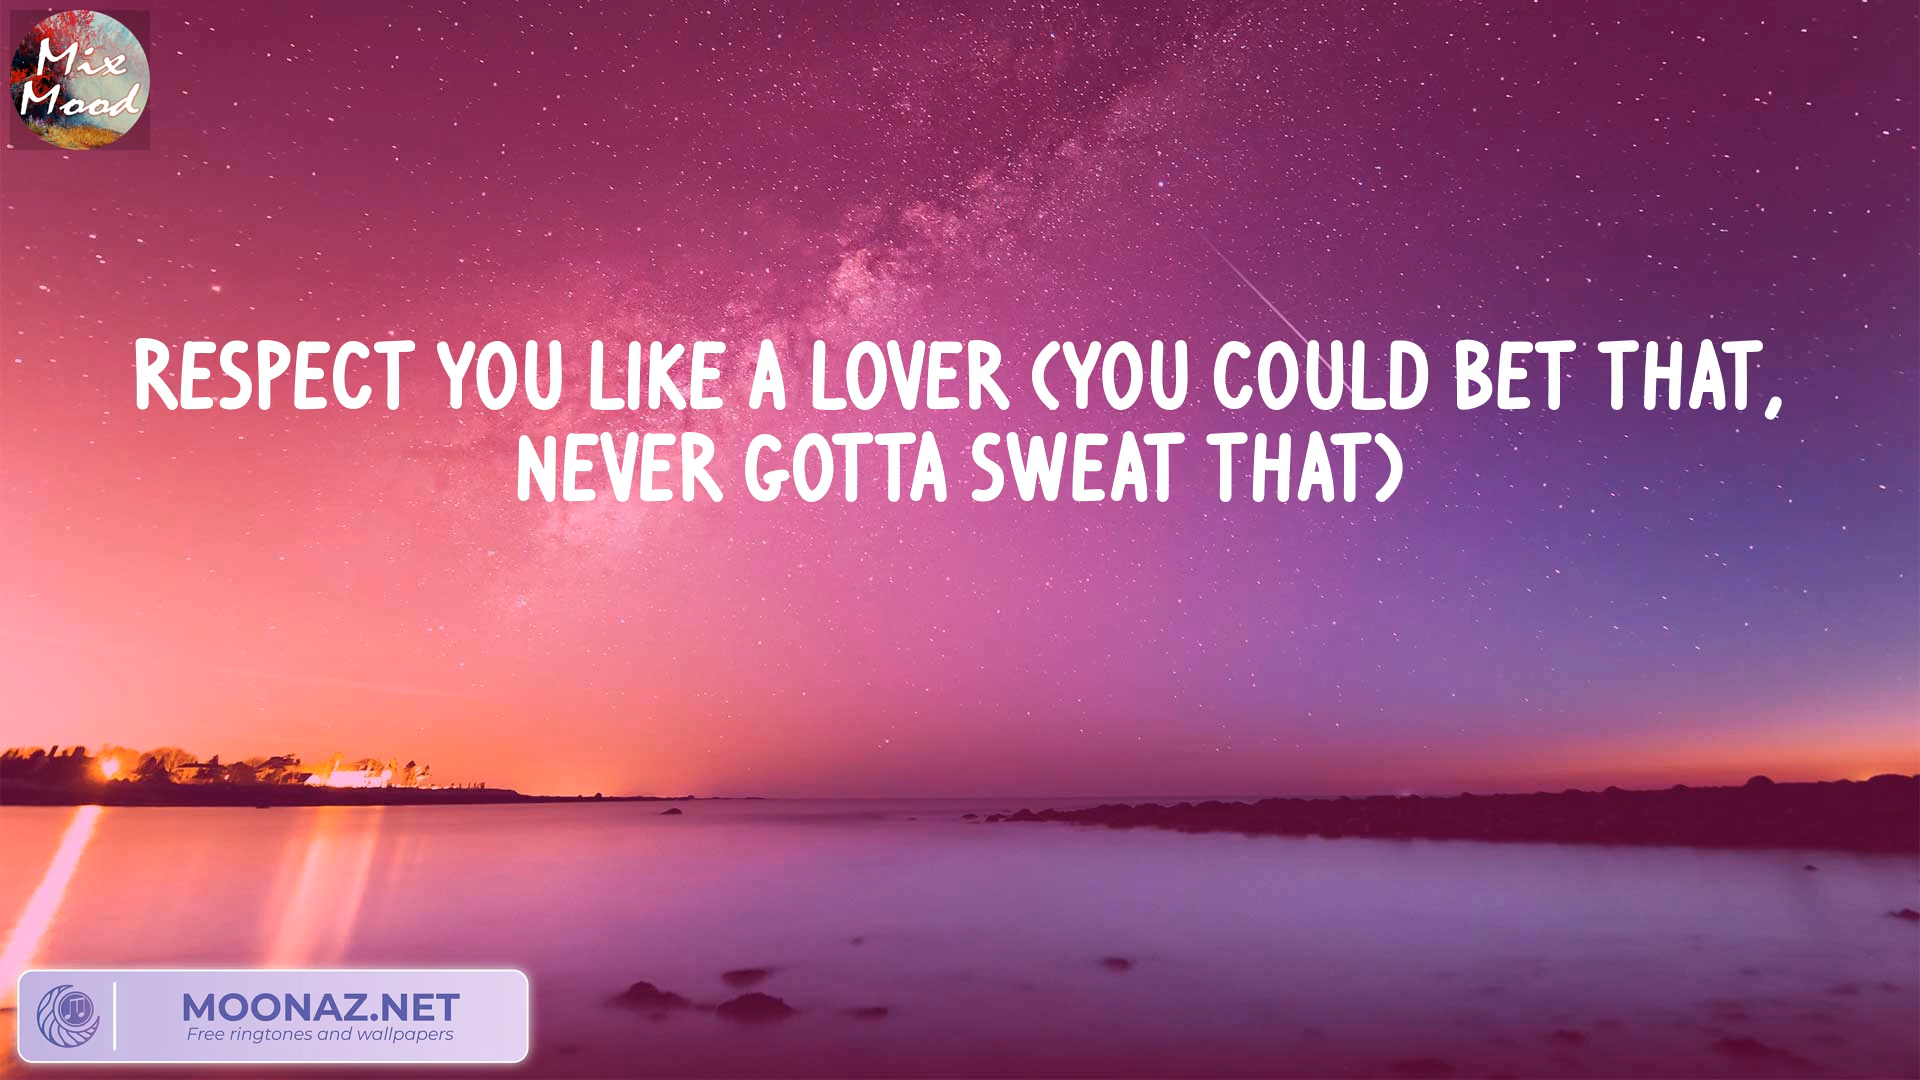 Mix
Mood
RESPECT YOU LIKE A LOVER (YOU COULD BET THAT,
NEVER GOTTA SWEAT THAT)
MOONAZ.NET
Free ringtones and wallpapers